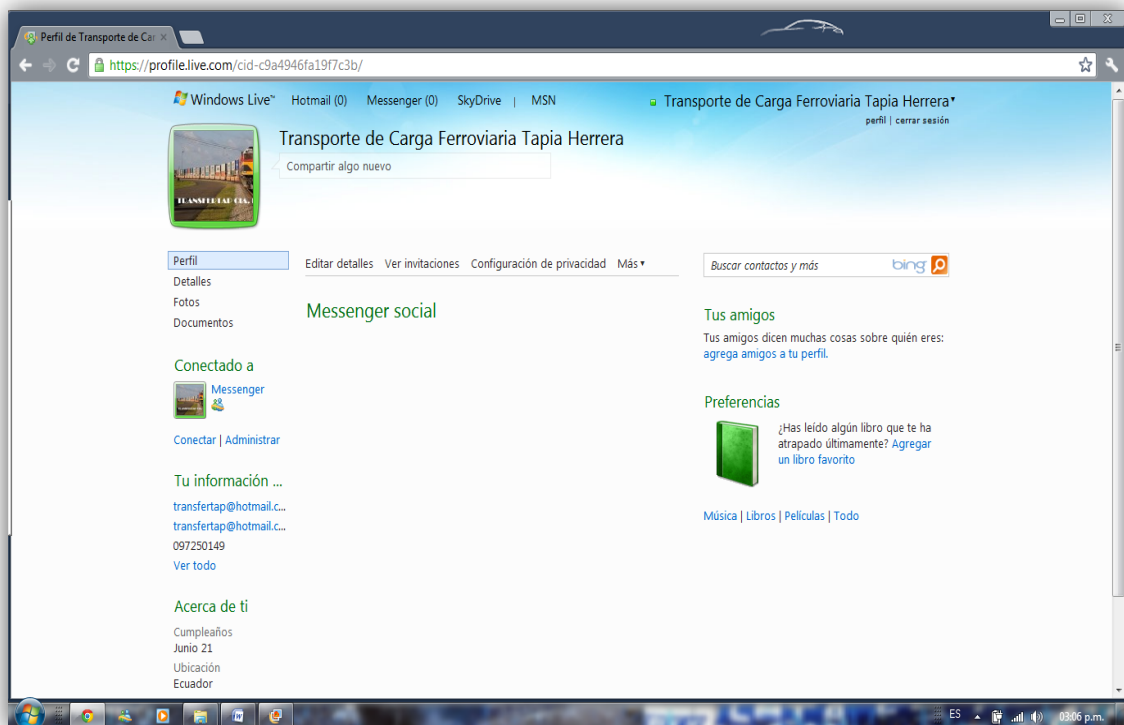 Perfil de Transporte de Car
https://profile.live.com/cid-c9a4946fa19f7c3b/
Windows Live™ Hotmail (0) Messenger (0) SkyDrive | MSN
Transporte de Carga Ferroviaria Tapia Herrera
perfil | cerrar sesión
Transporte de Carga Ferroviaria Tapia Herrera
Compartir algo nuevo
TRANSFERTAP CIA.
Perfil
Detalles
Fotos
Documentos
Conectado a
Messenger
Conectar | Administrar
Tu información ...
transfertap@hotmail.c...
transfertap@hotmail.c...
097250149
Ver todo
Acerca de ti
Cumpleaños
Junio 21
Ubicación
Ecuador
Editar detalles Ver invitaciones Configuración de privacidad Más
Messenger social
Buscar contactos y más bing
Tus amigos
Tus amigos dicen muchas cosas sobre quién eres:
agrega amigos a tu perfil.
Preferencias
¿Has leído algún libro que te ha
atrapado últimamente? Agregar
un libro favorito
Música | Libros | Películas | Todo
ES 03:06 p.m.